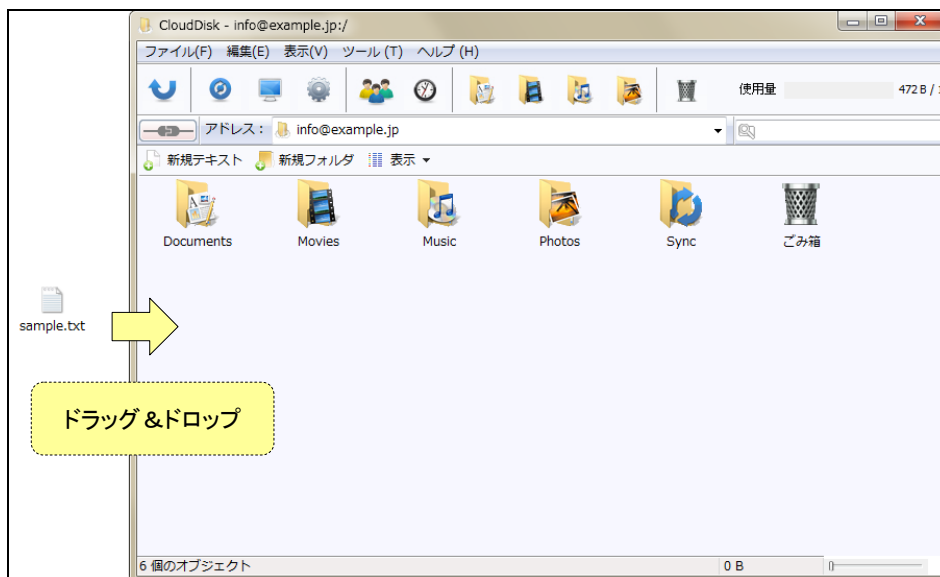 CloudDisk - info@example.jp:/
ファイル(F) 編集(E) 表示(V) ツール (T) ヘルプ (H)
使用量 472 B /
アドレス： info@example.jp
新規テキスト 新規フォルダ 表示
Documents Movies Music Photos Sync ごみ箱
sample.txt
ドラッグ &ドロップ
6 個のオブジェクト 0 B